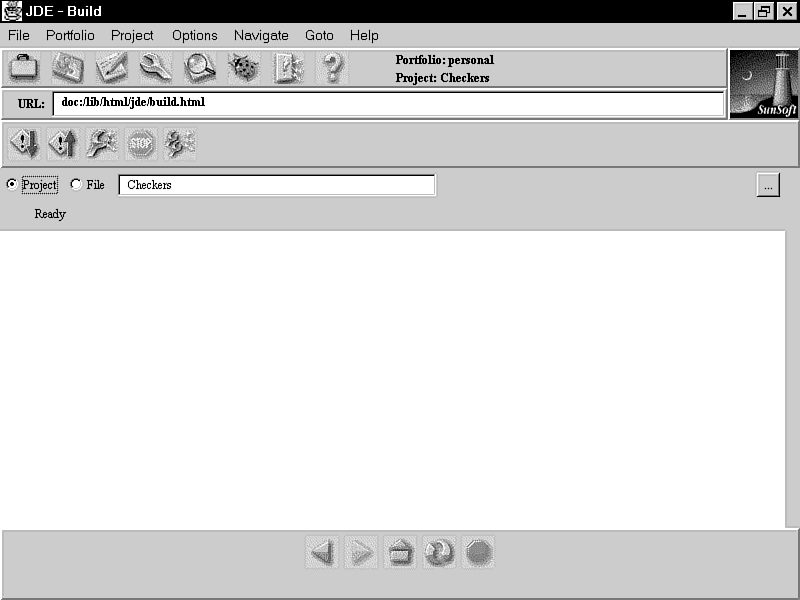 JDE - Build
File Portfolio Project Options Navigate Goto Help
Portfolio: personal
Project: Checkers
URL: doc:/lib/html/jde/build.html
SunSoft
STOP
Project File Checkers ...
Ready